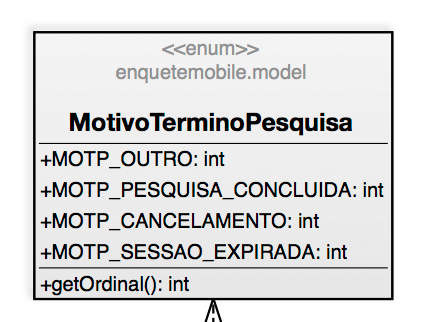 <<enum>>
enquetemobile.model
MotivoTerminoPesquisa
+MOTP_OUTRO: int
+MOTP_PESQUISA_CONCLUIDA: int
+MOTP_CANCELAMENTO: int
+MOTP_SESSAO_EXPIRADA: int
+getOrdinal(): int